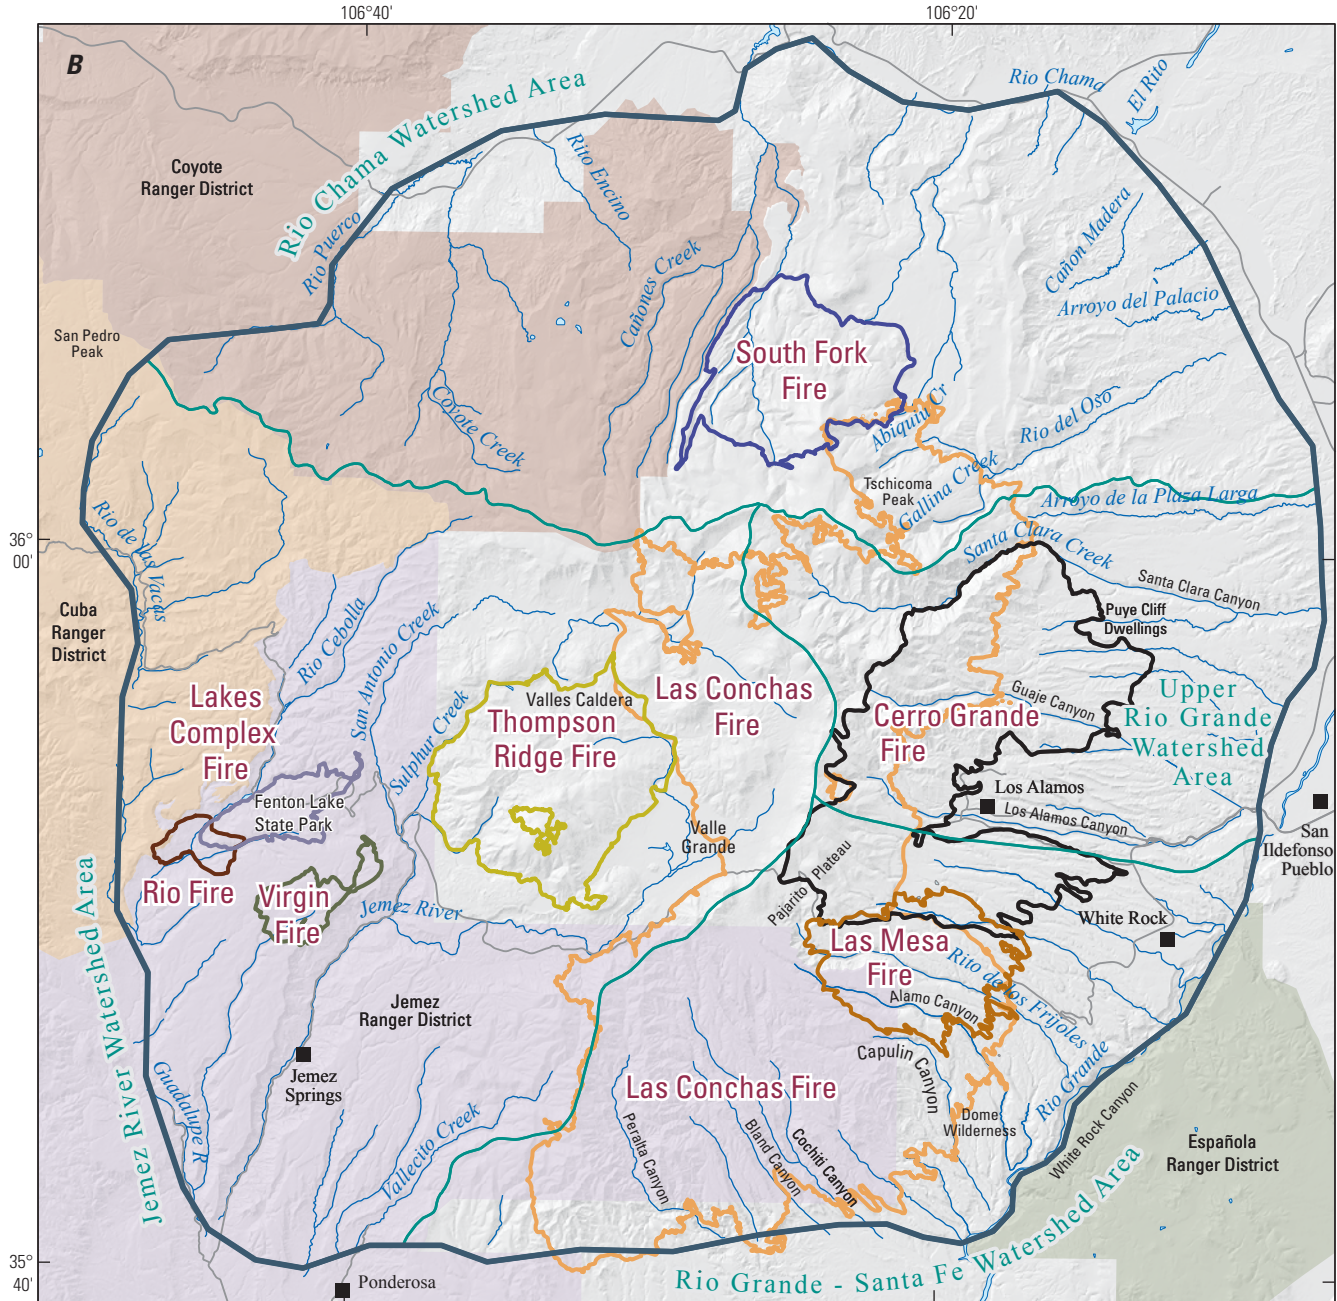 106°40'
106°20'
B
Rio Chama Watershed Area
Rio Chama
El Rito
Coyote
Ranger District
Rito Encino
Rio Puerco
Cañones Creek
Cañon Madera
Arroyo del Palacio
San Pedro
Peak
South Fork
Fire
Coyote Creek
Abiquiu Cr
Rio del Oso
Tschicoma
Peak
Gallina Creek
Arroyo de la Plaza Larga
Rio de las Vacas
36°
00'
Santa Clara Creek
Santa Clara Canyon
Cuba
Ranger
District
Rio Cebolla
San Antonio Creek
Puye Cliff
Dwellings
Lakes
Complex
Fire
Sulphur Creek
Valles Caldera
Thompson
Ridge Fire
Las Conchas
Fire
Guaje Canyon
Cerro Grande
Fire
Upper
Rio Grande
Watershed
Area
Fenton Lake
State Park
Los Alamos
Los Alamos Canyon
San
Ildefonso
Pueblo
Valle
Grande
Pajarito Plateau
Rio Fire
Virgin
Fire
Jemez River
White Rock
Las Mesa
Fire
Rito de los Frijoles
Alamo Canyon
Jemez River Watershed Area
Jemez
Ranger District
Capulin Canyon
Jemez
Springs
Guadalupe R
Las Conchas Fire
Rio Grande
Vallecito Creek
Peralta Canyon
Bland Canyon
Cochiti Canyon
Dome
Wilderness
White Rock Canyon
Española
Ranger District
35°
40'
Ponderosa
Rio Grande - Santa Fe Watershed Area